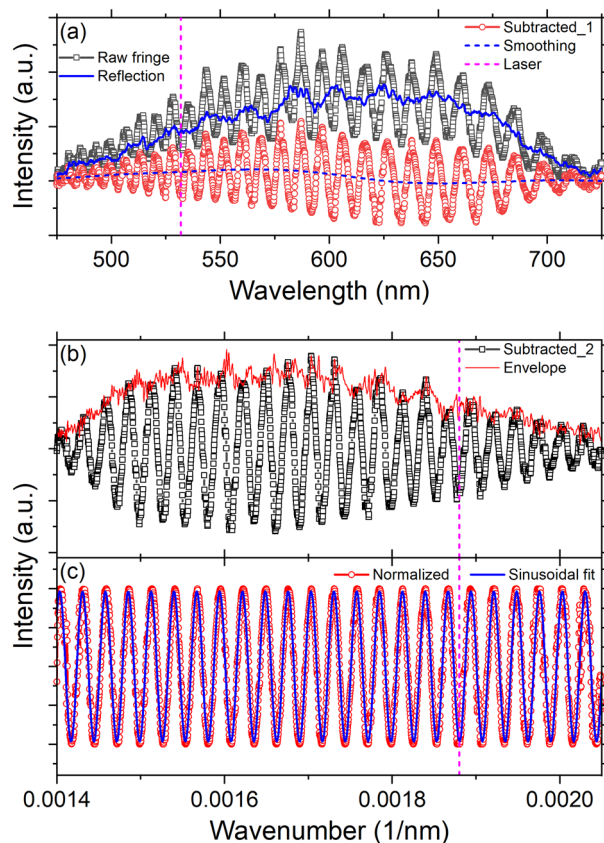 (a)
Raw fringe
Reflection
Subtracted_1
Smoothing
Laser
Intensity (a.u.)
500 550 600 650 700
Wavelength (nm)
(b)
Subtracted_2
Envelope
Intensity (a.u.)
(c)
Normalized
Sinusoidal fit
0.0014 0.0016 0.0018 0.0020
Wavenumber (1/nm)